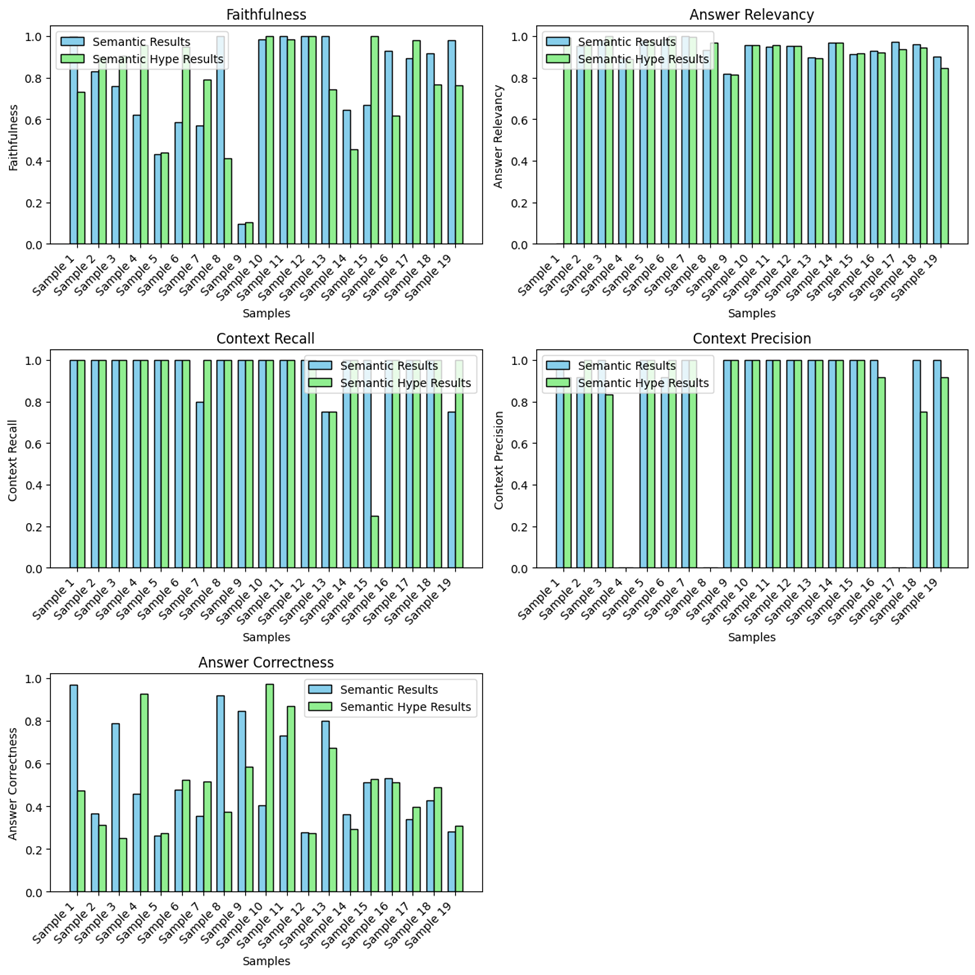 Faithfulness
1.0
0.8
0.6
0.4
0.2
0.0
Faithfulness
Semantic Results
Semantic Hype Results
Sample 1
Sample 2
Sample 3
Sample 4
Sample 5
Sample 6
Sample 7
Sample 8
Sample 9
Sample 10
Sample 11
Sample 12
Sample 13
Sample 14
Sample 15
Sample 16
Sample 17
Sample 18
Sample 19
Samples
Answer Relevancy
1.0
0.8
0.6
0.4
0.2
0.0
Answer Relevancy
Semantic Results
Semantic Hype Results
Sample 1
Sample 2
Sample 3
Sample 4
Sample 5
Sample 6
Sample 7
Sample 8
Sample 9
Sample 10
Sample 11
Sample 12
Sample 13
Sample 14
Sample 15
Sample 16
Sample 17
Sample 18
Sample 19
Samples
Context Recall
1.0
0.8
0.6
0.4
0.2
0.0
Context Recall
Semantic Results
Semantic Hype Results
Sample 1
Sample 2
Sample 3
Sample 4
Sample 5
Sample 6
Sample 7
Sample 8
Sample 9
Sample 10
Sample 11
Sample 12
Sample 13
Sample 14
Sample 15
Sample 16
Sample 17
Sample 18
Sample 19
Samples
Context Precision
1.0
0.8
0.6
0.4
0.2
0.0
Context Precision
Semantic Results
Semantic Hype Results
Sample 1
Sample 2
Sample 3
Sample 4
Sample 5
Sample 6
Sample 7
Sample 8
Sample 9
Sample 10
Sample 11
Sample 12
Sample 13
Sample 14
Sample 15
Sample 16
Sample 17
Sample 18
Sample 19
Samples
Answer Correctness
1.0
0.8
0.6
0.4
0.2
0.0
Answer Correctness
Semantic Results
Semantic Hype Results
Sample 1
Sample 2
Sample 3
Sample 4
Sample 5
Sample 6
Sample 7
Sample 8
Sample 9
Sample 10
Sample 11
Sample 12
Sample 13
Sample 14
Sample 15
Sample 16
Sample 17
Sample 18
Sample 19
Samples